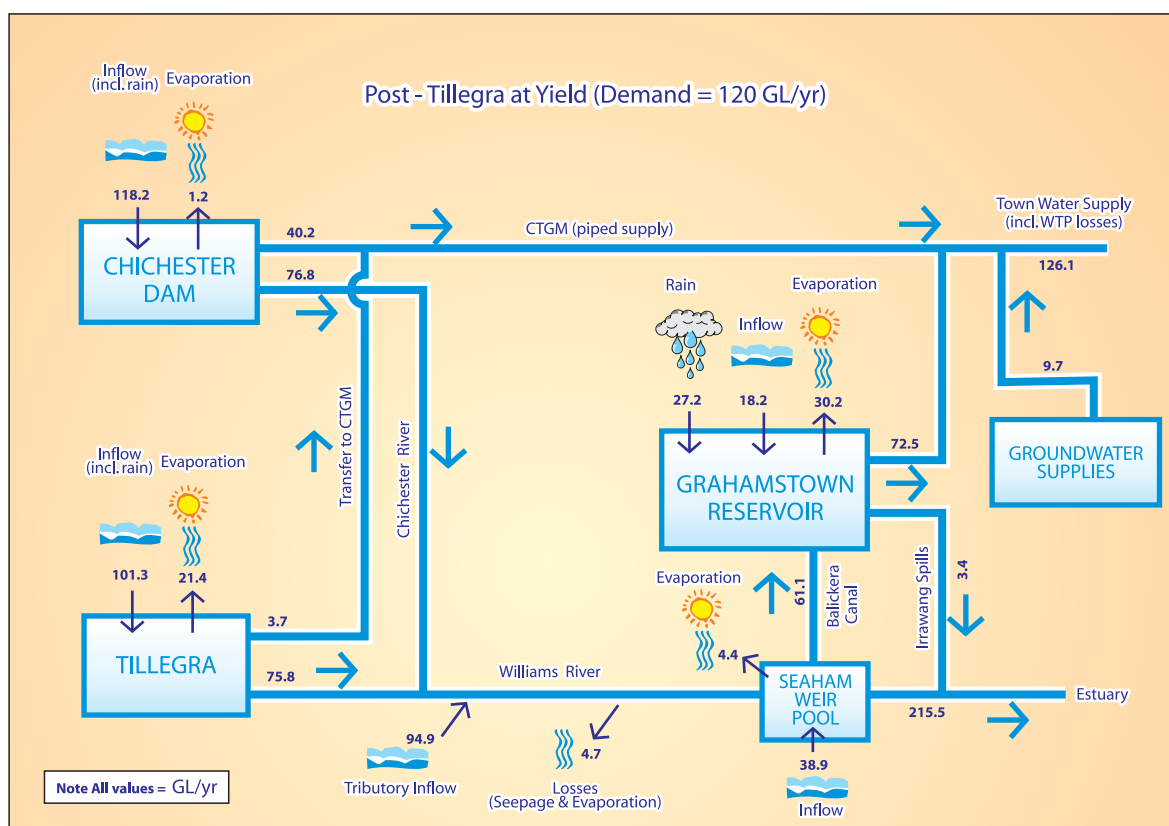 Post - Tillegra at Yield (Demand = 120 GL/yr)
Inflow
(incl. rain)
Evaporation
118.2
1.2
CHICHESTER
DAM
40.2
76.8
CTGM (piped supply)
Town Water Supply
(incl. WTP losses)
126.1
Rain
Inflow
Evaporation
27.2
18.2
30.2
GRAHAMSTOWN
RESERVOIR
72.5
9.7
GROUNDWATER
SUPPLIES
Transfer to CTGM
Chichester River
Inflow
(incl. rain)
Evaporation
101.3
21.4
TILLEGRA
3.7
75.8
Evaporation
4.4
61.1
Balickera
Canal
Irrawang Spills
3.4
Williams River
SEAHAM
WEIR
POOL
215.5
Estuary
94.9
Tributory Inflow
4.7
Losses
(Seepage & Evaporation)
38.9
Inflow
Note All values = GL/yr